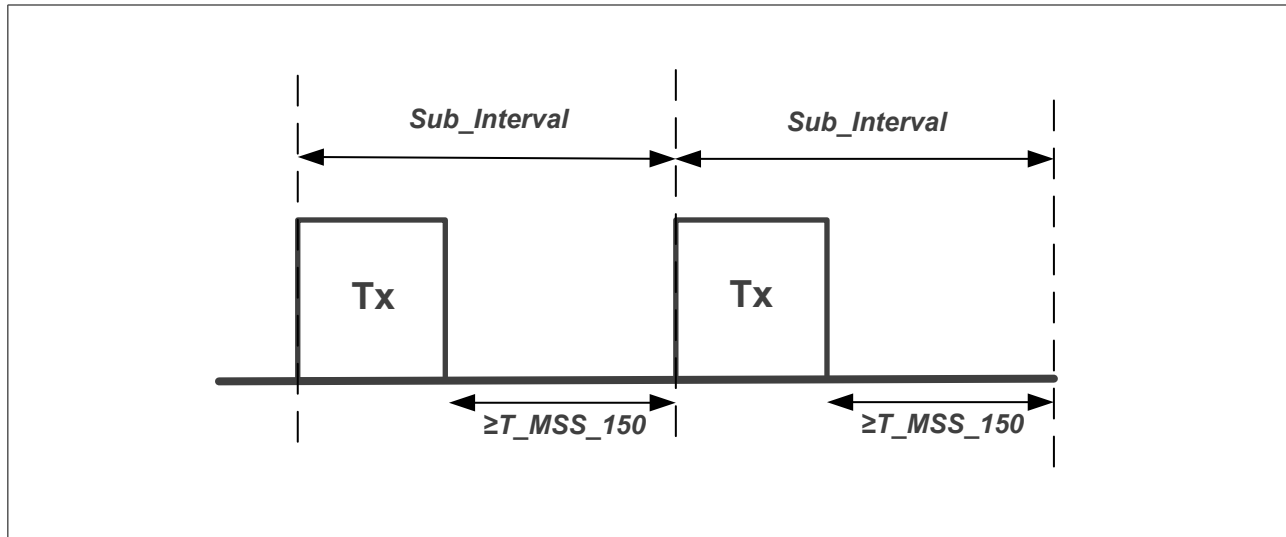 Sub_Interval
Sub_Interval
Tx
Tx
≥T_MSS_150
≥T_MSS_150